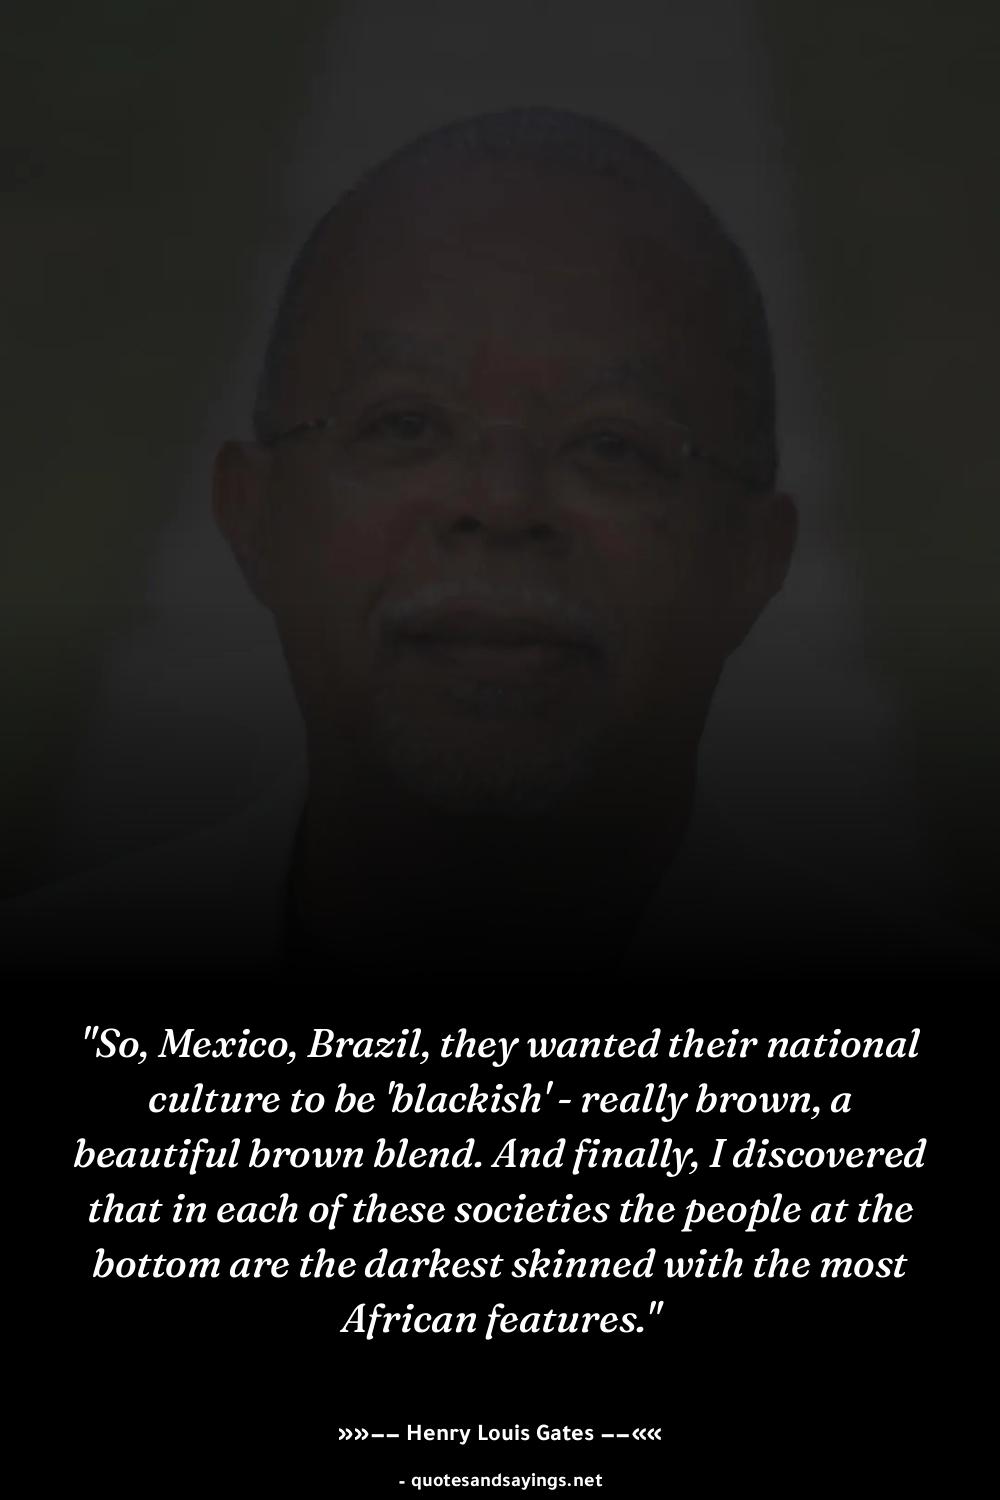 "So, Mexico, Brazil, they wanted their national
culture to be 'blackish' - really brown, a
beautiful brown blend. And finally, I discovered
that in each of these societies the people at the
bottom are the darkest skinned with the most
African features."
»»–– Henry Louis Gates ––««
- quotesandsayings.net